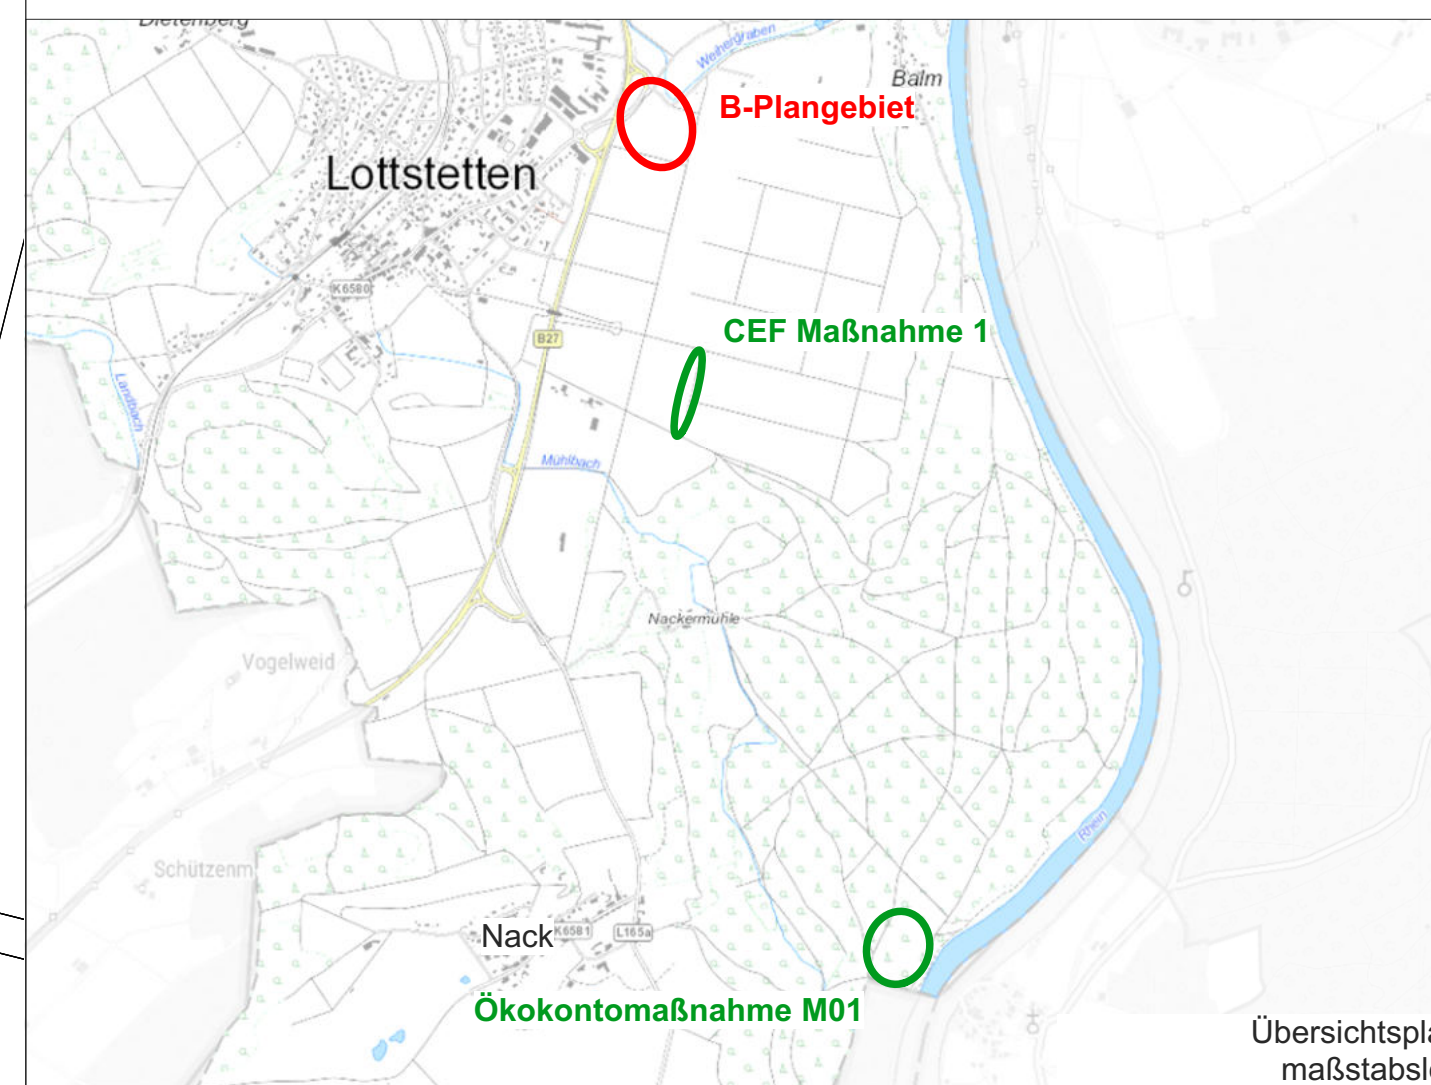 Dietenberg
Weihergraben
Balm
B-Plangebiet
Lottstetten
K6580
CEF Maßnahme 1
B27
Landbach
Mühlbach
Nackermühle
Vogelweid
Rhein
Schützenm
Nack
K6581
L165a
Ökokontomaßnahme M01
Übersichtspla
maßstabslo